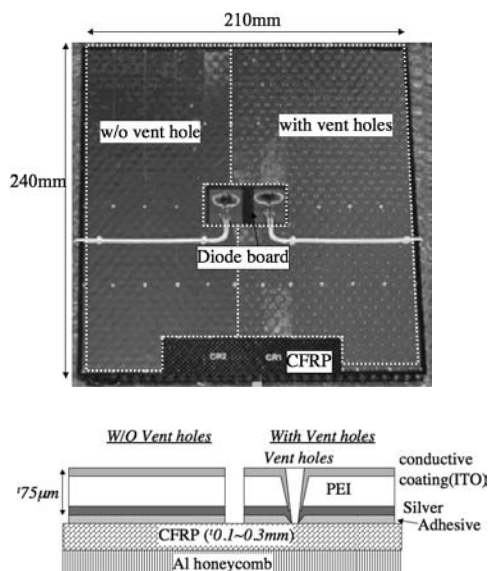 210mm
w/o vent hole
with vent holes
240mm
Diode board
CR2
CR1
CFRP
W/O Vent holes
With Vent holes
Vent holes
conductive
coating(ITO)
t75μm
PEI
Silver
Adhesive
CFRP (t0.1~0.3mm)
Al honeycomb